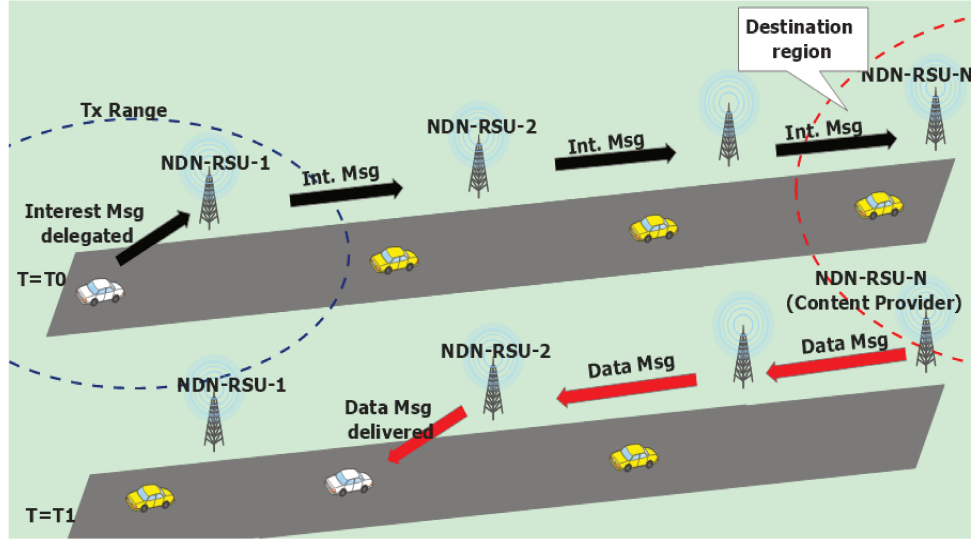 Destination
region
NDN-RSU-N
Tx Range
NDN-RSU-2
Int. Msg
Int. Msg
NDN-RSU-1
Int. Msg
Interest Msg
delegated
T=T0
NDN-RSU-N
(Content Provider)
Data Msg
NDN-RSU-2
Data Msg
NDN-RSU-1
Data Msg
delivered
T=T1